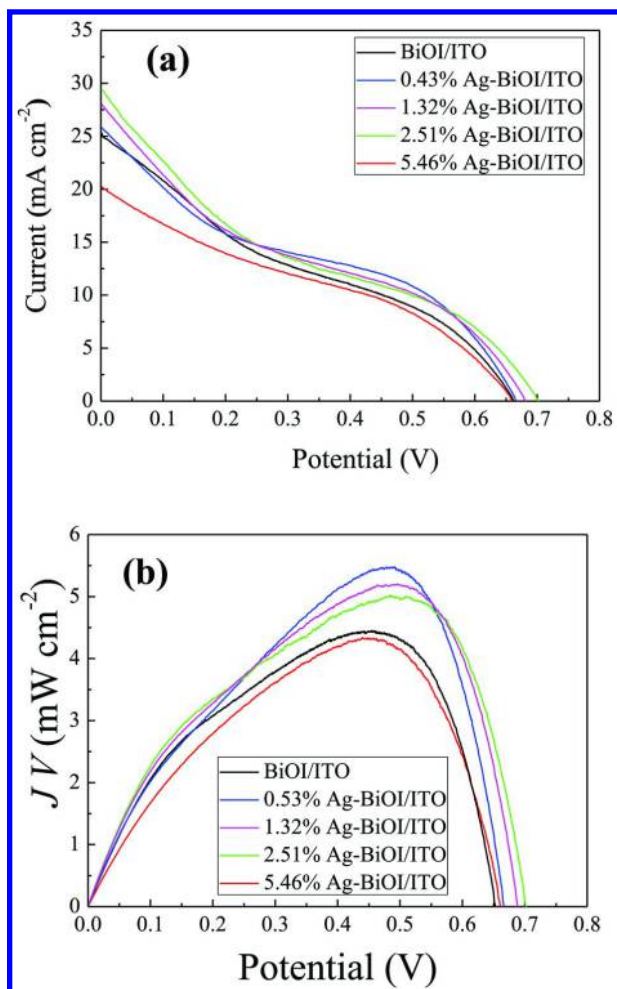 (a)
BiOI/ITO
0.43% Ag-BiOI/ITO
1.32% Ag-BiOI/ITO
2.51% Ag-BiOI/ITO
5.46% Ag-BiOI/ITO
Current (mA cm-2)
35
30
25
20
15
10
5
0
0.0 0.1 0.2 0.3 0.4 0.5 0.6 0.7 0.8
Potential (V)
(b)
J V (mW cm-2)
6
5
4
3
2
1
0
BiOI/ITO
0.53% Ag-BiOI/ITO
1.32% Ag-BiOI/ITO
2.51% Ag-BiOI/ITO
5.46% Ag-BiOI/ITO
0.0 0.1 0.2 0.3 0.4 0.5 0.6 0.7 0.8
Potential (V)